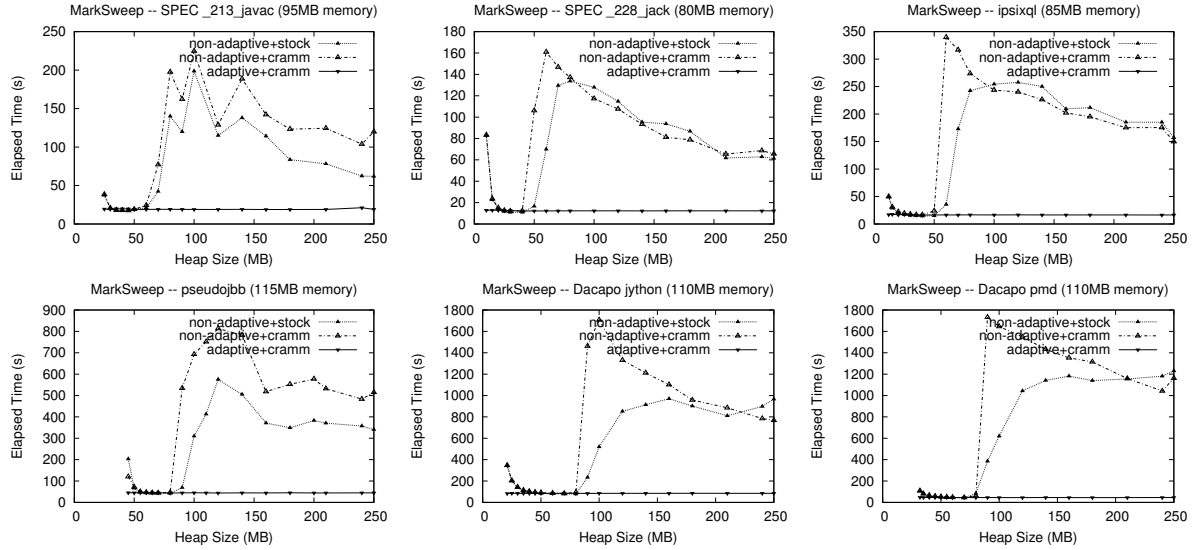 MarkSweep -- SPEC _213_javac (95MB memory)
Elapsed Time (s)
250
200
150
100
50
0
non-adaptive+stock
non-adaptive+cramm
adaptive+cramm
0 50 100 150 200 250
Heap Size (MB)
MarkSweep -- SPEC _228_jack (80MB memory)
Elapsed Time (s)
180
160
140
120
100
80
60
40
20
0
non-adaptive+stock
non-adaptive+cramm
adaptive+cramm
0 50 100 150 200 250
Heap Size (MB)
MarkSweep -- ipsixql (85MB memory)
Elapsed Time (s)
350
300
250
200
150
100
50
0
non-adaptive+stock
non-adaptive+cramm
adaptive+cramm
0 50 100 150 200 250
Heap Size (MB)
MarkSweep -- pseudojbb (115MB memory)
Elapsed Time (s)
900
800
700
600
500
400
300
200
100
0
non-adaptive+stock
non-adaptive+cramm
adaptive+cramm
0 50 100 150 200 250
Heap Size (MB)
MarkSweep -- Dacapo jython (110MB memory)
Elapsed Time (s)
1800
1600
1400
1200
1000
800
600
400
200
0
non-adaptive+stock
non-adaptive+cramm
adaptive+cramm
0 50 100 150 200 250
Heap Size (MB)
MarkSweep -- Dacapo pmd (110MB memory)
Elapsed Time (s)
1800
1600
1400
1200
1000
800
600
400
200
0
non-adaptive+stock
non-adaptive+cramm
adaptive+cramm
0 50 100 150 200 250
Heap Size (MB)